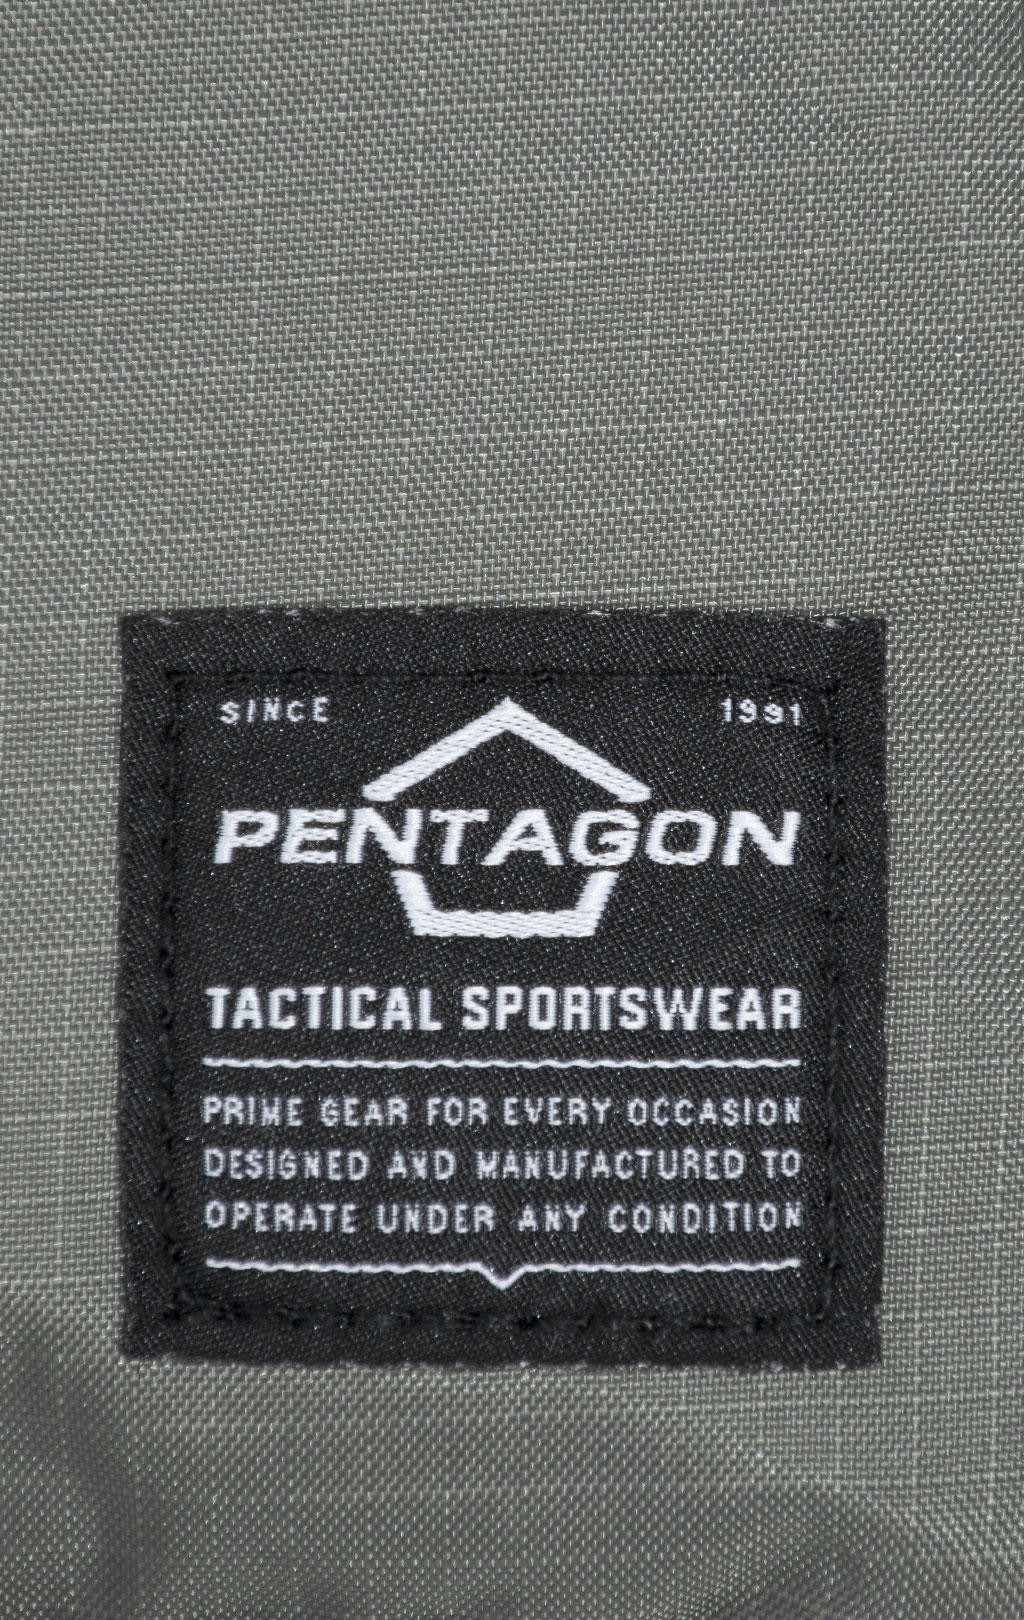 SINCE 1991
PENTAGON
TACTICAL SPORTSWEAR
PRIME GEAR FOR EVERY OCCASION
DESIGNED AND MANUFACTURED TO
OPERATE UNDER ANY CONDITION